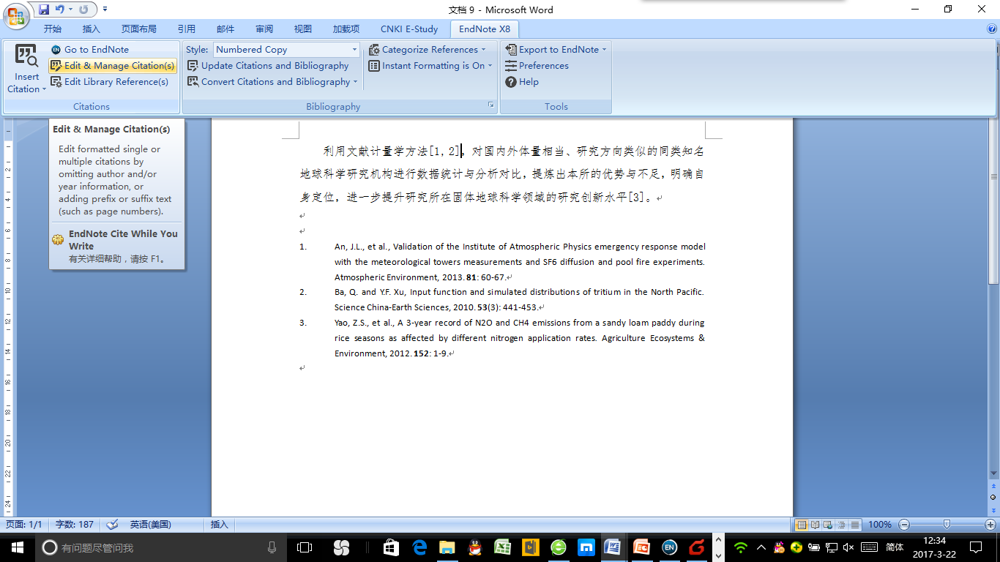 文档 9 - Microsoft Word
开始 插入 页面布局 引用 邮件 审阅 视图 加载项 CNKI E-Study EndNote X8
Go to EndNote
Edit & Manage Citation(s)
Edit Library Reference(s)
Insert
Citation
Citations
Style: Numbered Copy
Update Citations and Bibliography
Convert Citations and Bibliography
Categorize References
Instant Formatting is On
Bibliography
Export to EndNote
Preferences
Help
Tools
Edit & Manage Citation(s)
Edit formatted single or
multiple citations by
omitting author and/or
year information, or
adding prefix or suffix text
(such as page numbers).
EndNote Cite While You
Write
有关详细帮助，请按 F1。
利用文献计量学方法[1, 2]，对国内外体量相当、研究方向类似的同类知名
地球科学研究机构进行数据统计与分析对比，提炼出本所的优势与不足，明确自
身定位，进一步提升研究所在固体地球科学领域的研究创新水平[3]。
1. An, J.L., et al., Validation of the Institute of Atmospheric Physics emergency response model
with the meteorological towers measurements and SF6 diffusion and pool fire experiments.
Atmospheric Environment, 2013. 81: 60-67.
2. Ba, Q. and Y.F. Xu, Input function and simulated distributions of tritium in the North Pacific.
Science China-Earth Sciences, 2010. 53(3): 441-453.
3. Yao, Z.S., et al., A 3-year record of N2O and CH4 emissions from a sandy loam paddy during
rice seasons as affected by different nitrogen application rates. Agriculture Ecosystems &
Environment, 2012. 152: 1-9.
2
2
4
6
8
10
12
14
16
18
20
22
24
页面: 1/1 字数: 187 英语(美国) 插入 100%
有问题尽管问我
EN
简体
12:34
2017-3-22